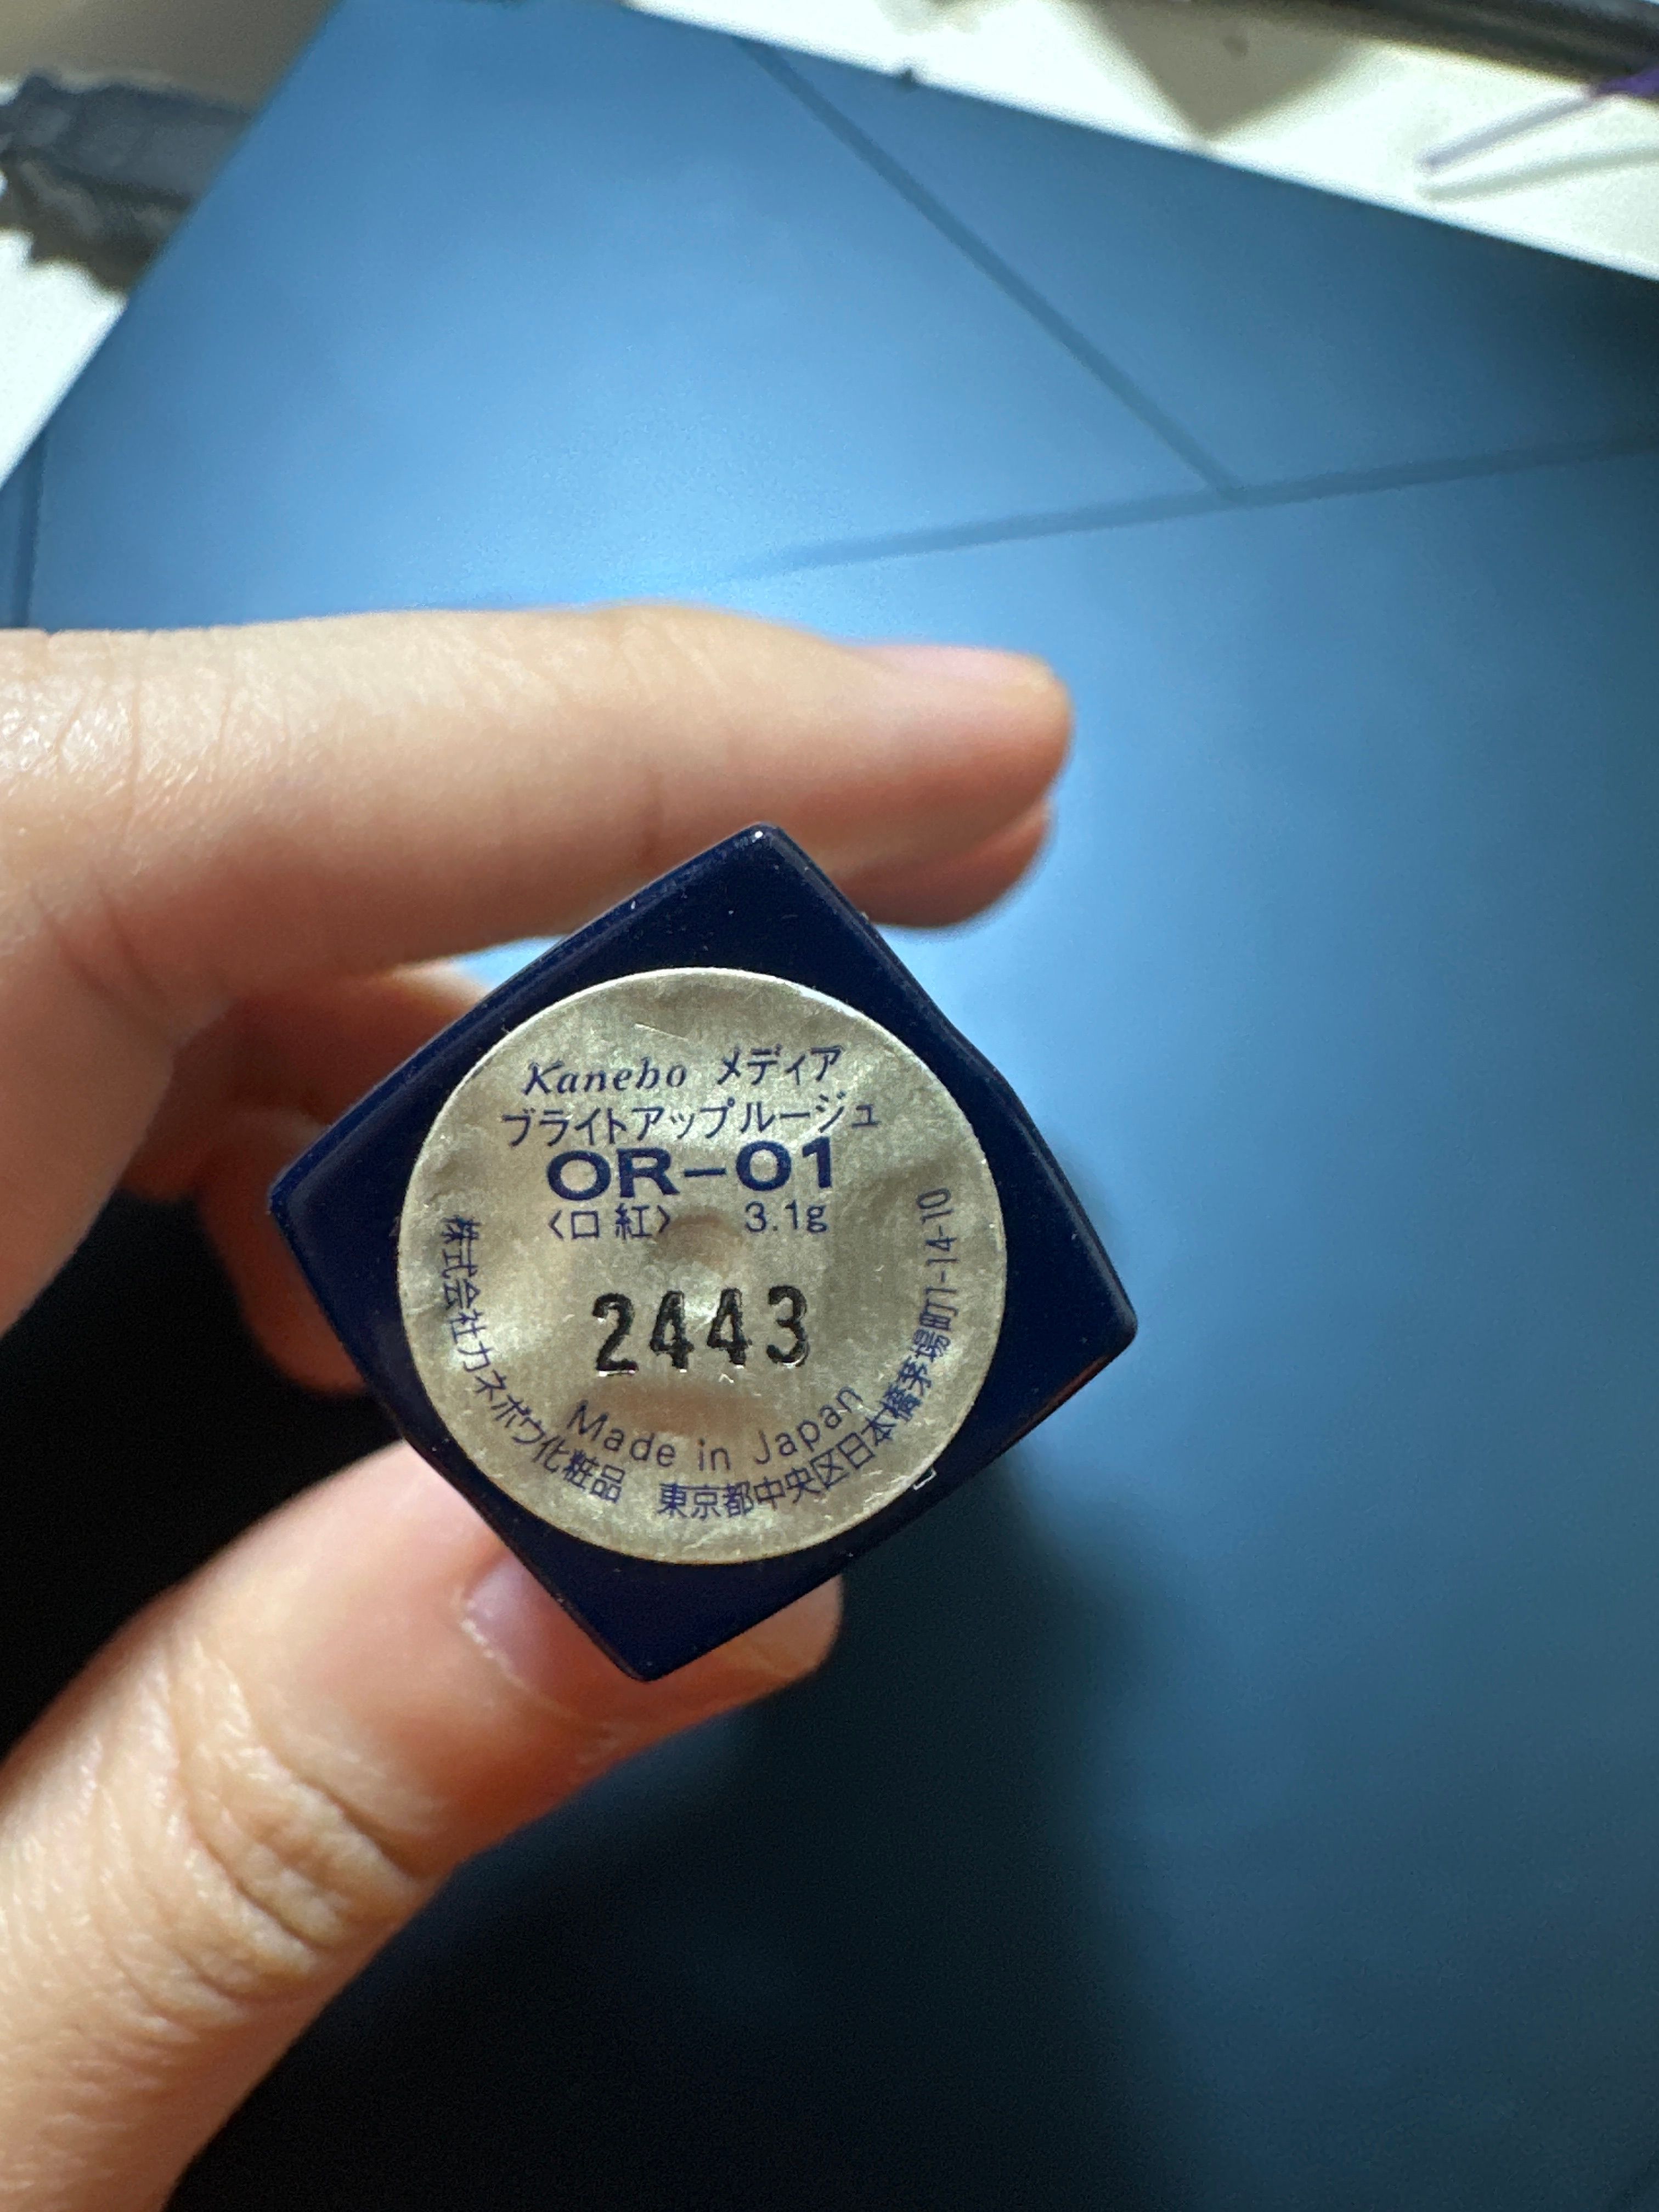 Kanebo メディア
ブライトアップルージュ
OR-01
〈口紅〉 3.1g
2443
Made in Japan
株式会社カネボウ化粧品 東京都中央区日本橋茅場町1-14-10